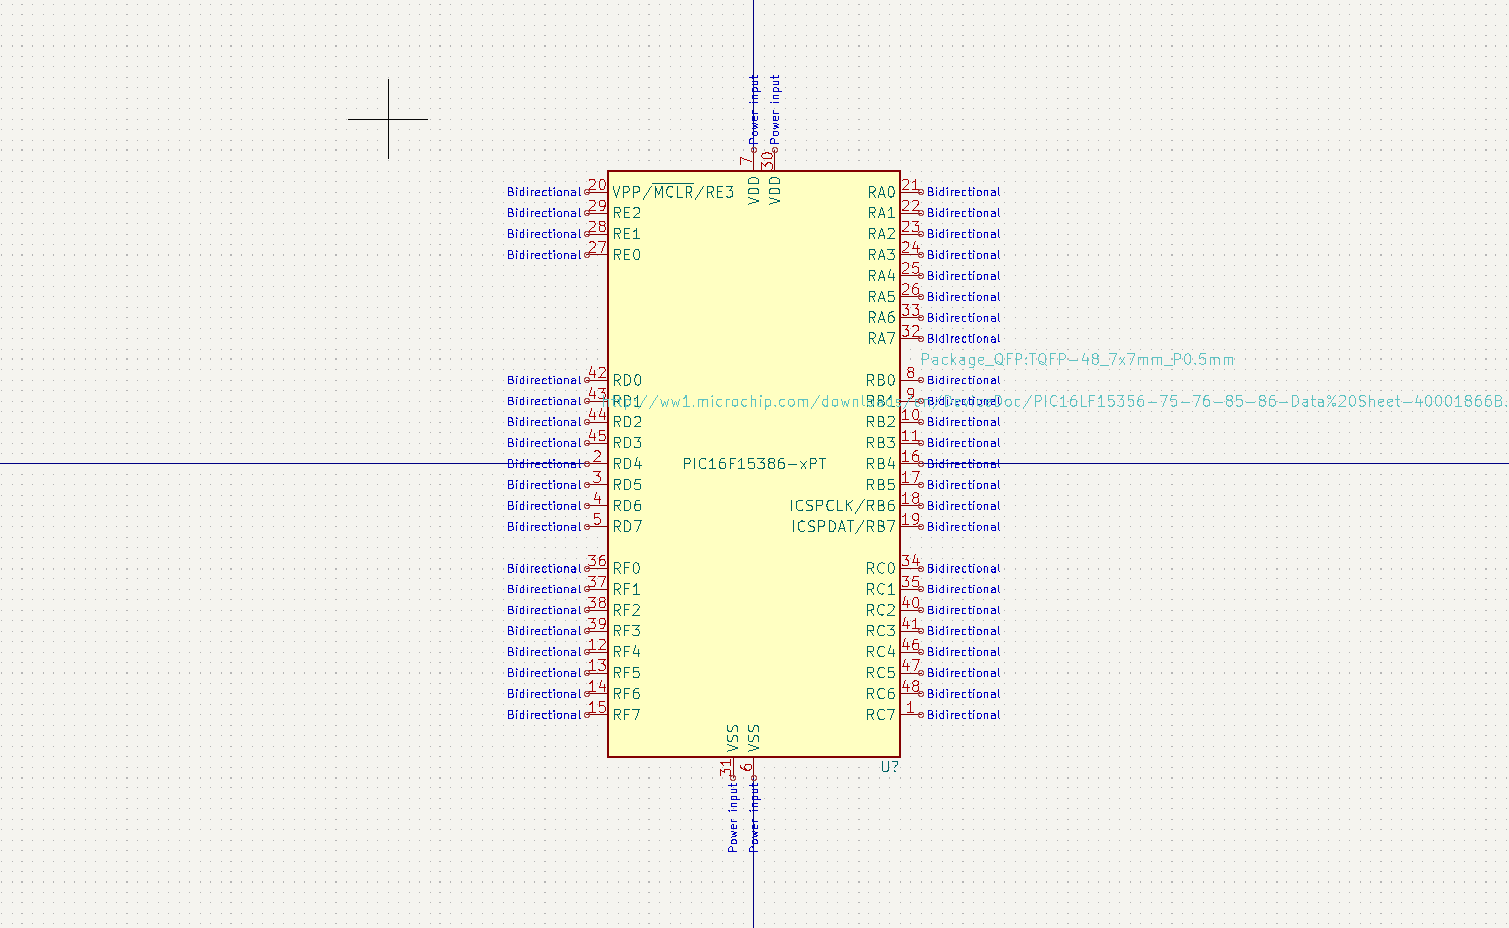 Power input Power input
7 30
VDD VDD
Bidirectional 20 VPP/MCLR/RE3 RA0 21 Bidirectional
Bidirectional 29 RE2 RA1 22 Bidirectional
Bidirectional 28 RE1 RA2 23 Bidirectional
Bidirectional 27 RE0 RA3 24 Bidirectional
RA4 25 Bidirectional
RA5 26 Bidirectional
RA6 33 Bidirectional
RA7 32 Bidirectional
Package_QFP:TQFP-48_7x7mm_P0.5mm
Bidirectional 42 RD0 RB0 8 Bidirectional
Bidirectional 43 RD1 RB1 9 Bidirectional
http://ww1.microchip.com/downloads/en/DeviceDoc/PIC16LF15356-75-76-85-86-Data%20Sheet-40001866B.
Bidirectional 44 RD2 RB2 10 Bidirectional
Bidirectional 45 RD3 RB3 11 Bidirectional
Bidirectional 2 RD4 PIC16F15386-xPT RB4 16 Bidirectional
Bidirectional 3 RD5 RB5 17 Bidirectional
Bidirectional 4 RD6 ICSPCLK/RB6 18 Bidirectional
Bidirectional 5 RD7 ICSPDAT/RB7 19 Bidirectional
Bidirectional 36 RF0 RC0 34 Bidirectional
Bidirectional 37 RF1 RC1 35 Bidirectional
Bidirectional 38 RF2 RC2 40 Bidirectional
Bidirectional 39 RF3 RC3 41 Bidirectional
Bidirectional 12 RF4 RC4 46 Bidirectional
Bidirectional 13 RF5 RC5 47 Bidirectional
Bidirectional 14 RF6 RC6 48 Bidirectional
Bidirectional 15 RF7 RC7 1 Bidirectional
VSS VSS
31 6 U?
Power input Power input